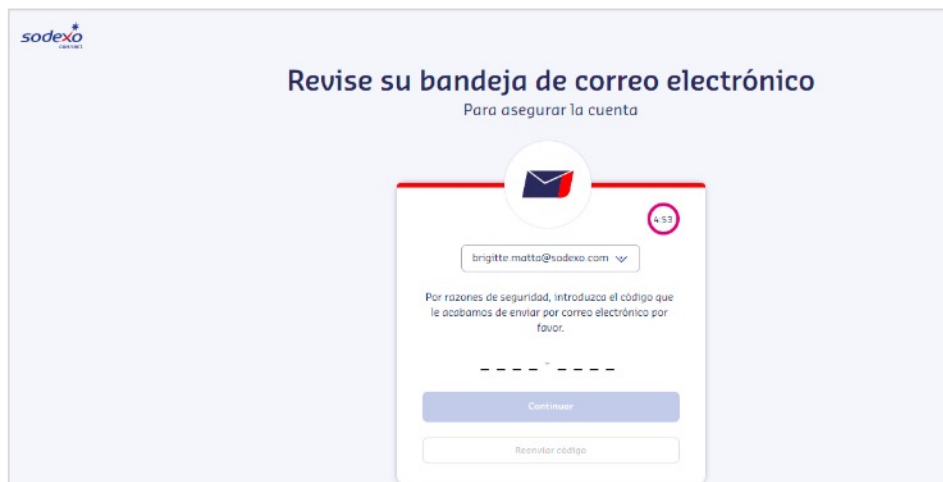 sodexo
connect
Revise su bandeja de correo electrónico
Para asegurar la cuenta
4:53
brigitte.matta@sodexo.com
Por razones de seguridad, introduzca el código que
le acabamos de enviar por correo electrónico por
favor.
_ _ _ _ - _ _ _ _
Continuar
Reenviar código